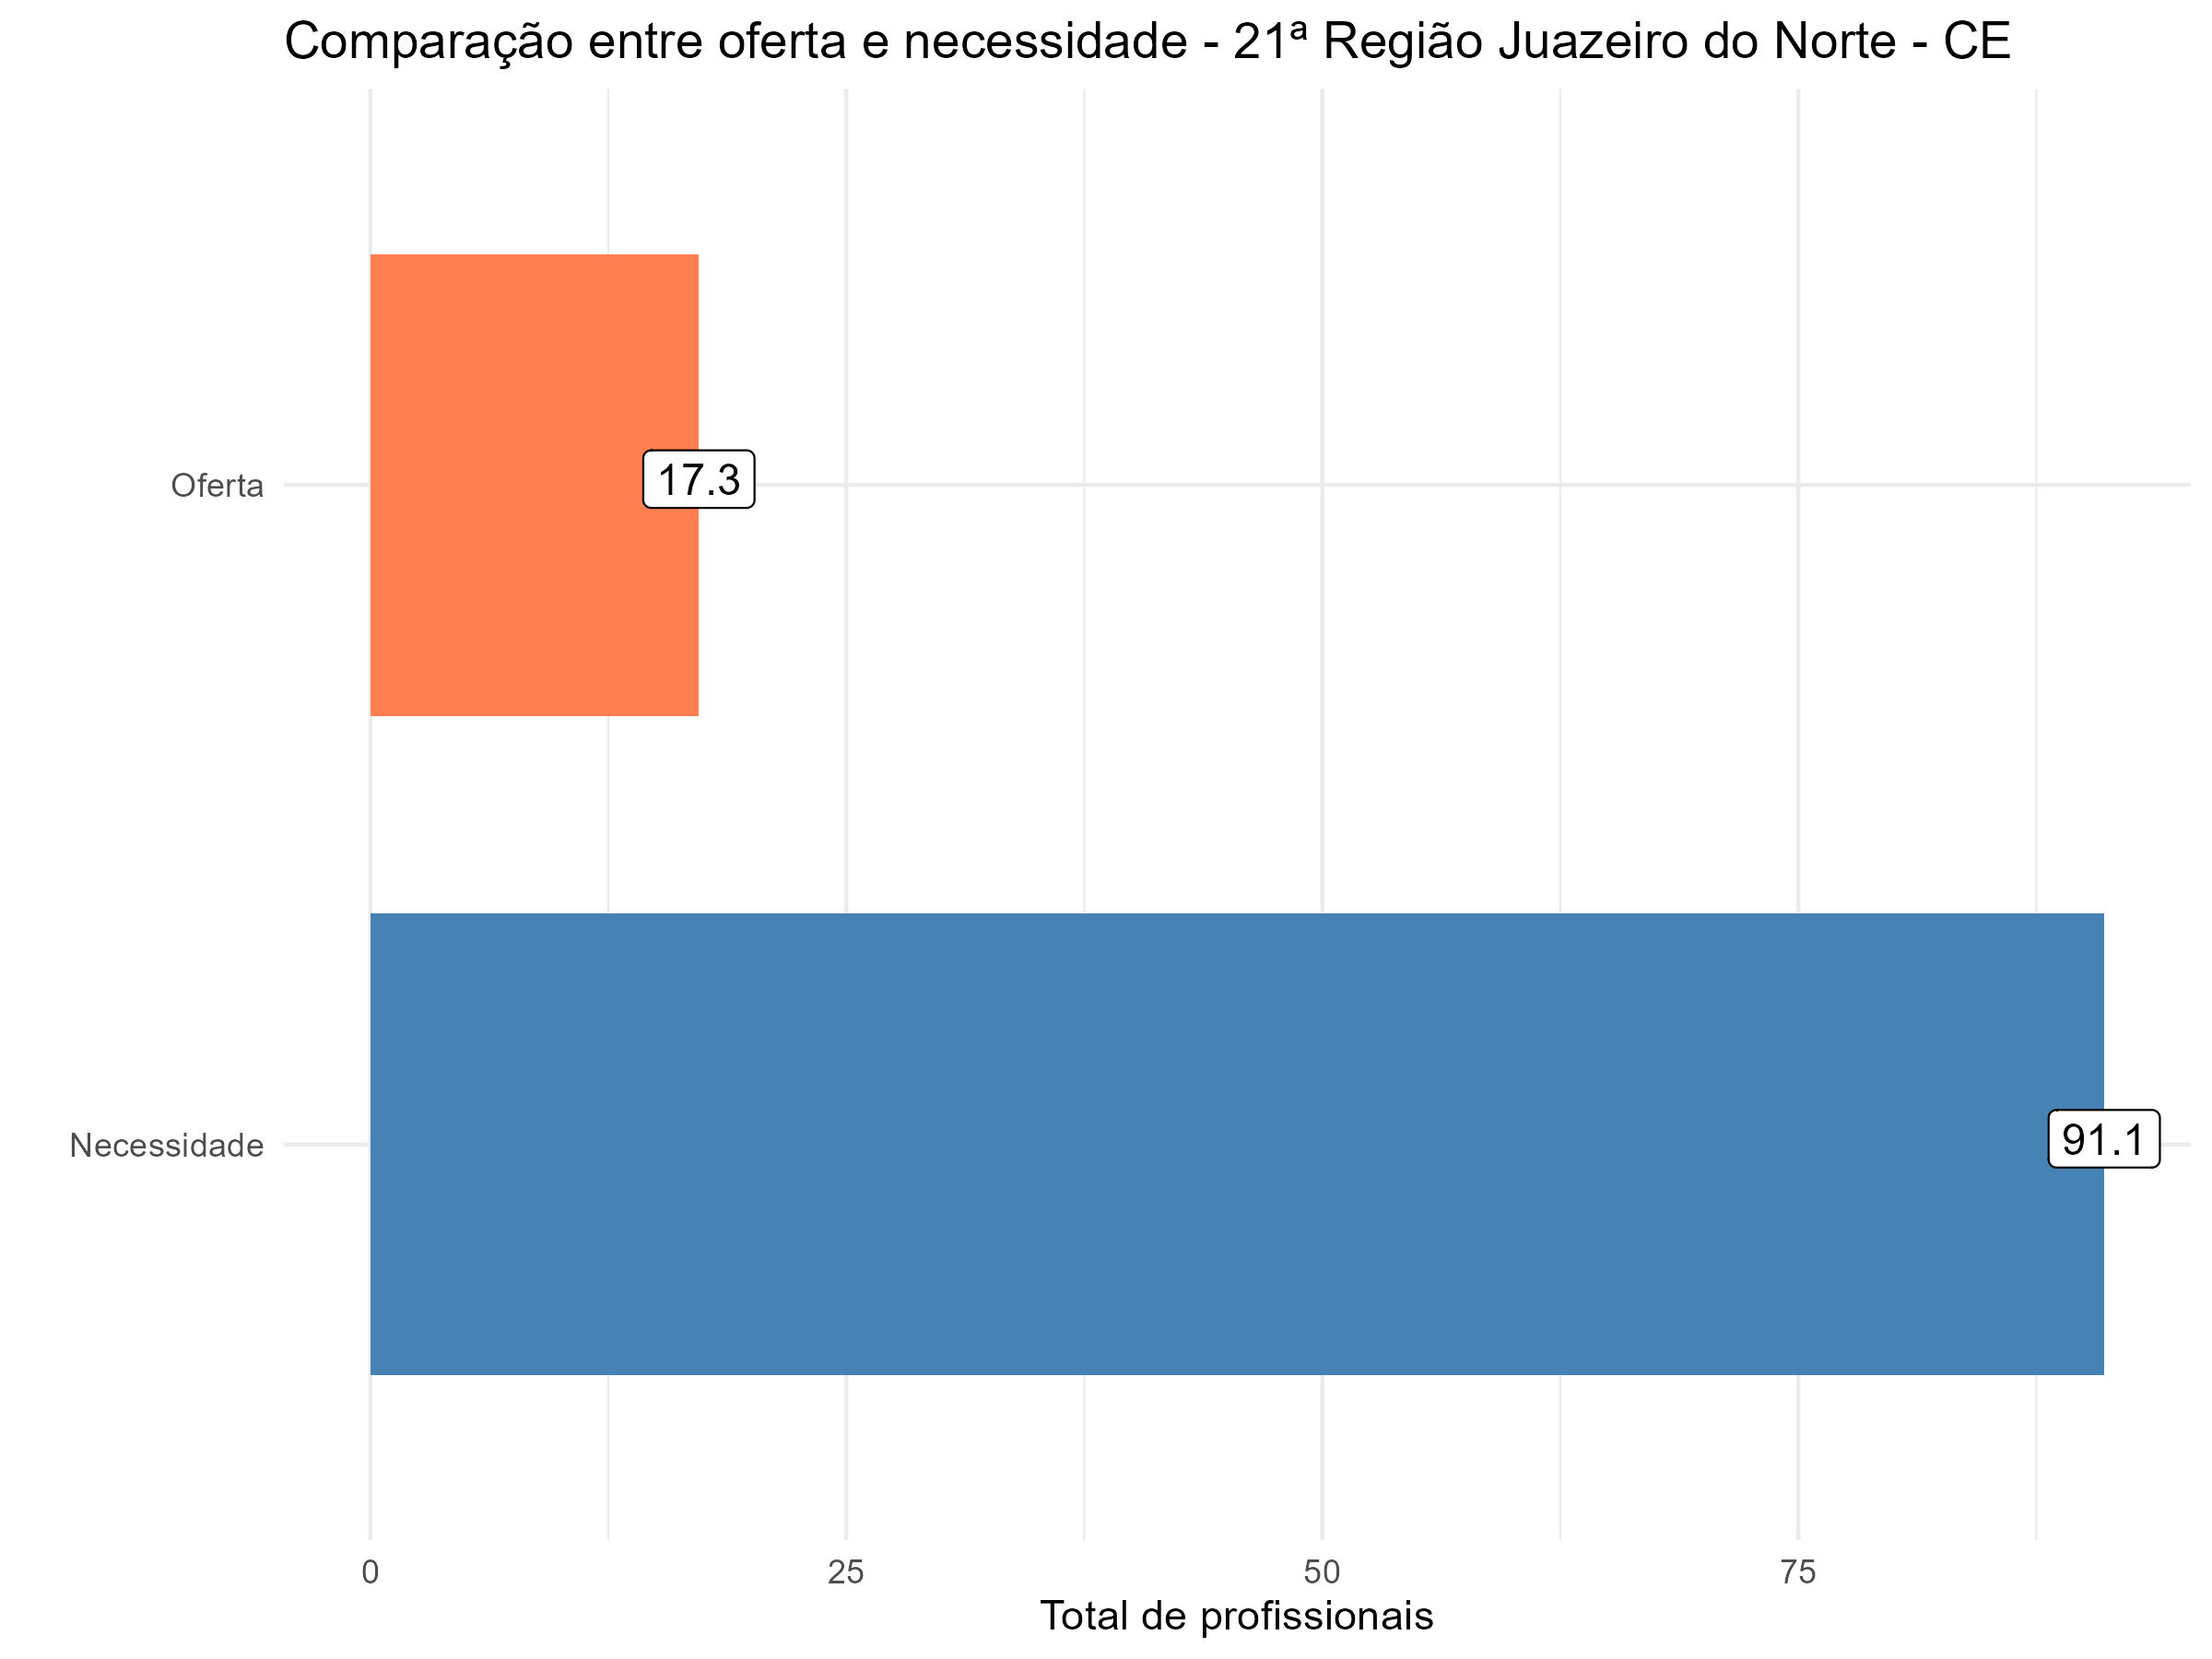 Comparação entre oferta e necessidade - 21ª Região Juazeiro do Norte - CE
Oferta
17.3
Necessidade
91.1
0 25 50 75
Total de profissionais